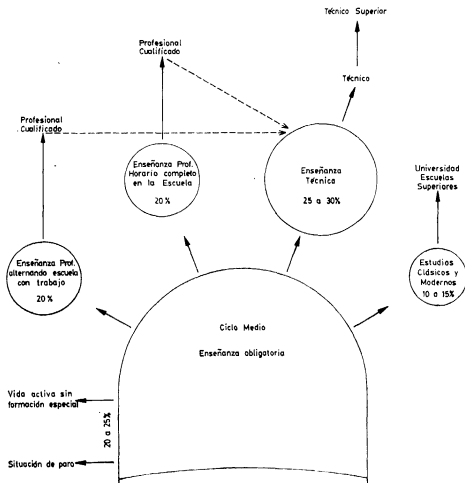 Técnico Superior
Profesional
Cualificado
Técnico
Profesional
Cualificado
Enseñanza Prof.
Horario completo
en la Escuela
20 %
Enseñanza
Técnica
25 a 30%
Universidad
Escuelas
Superiores
Enseñanza Prof.
alternando escuela
con trabajo
20 %
Estudios
Clásicos y
Modernos
10 a 15%
Ciclo Medio
Enseñanza obligatoria
Vida activa sin
formación especial
20 a 25%
Situación de paro